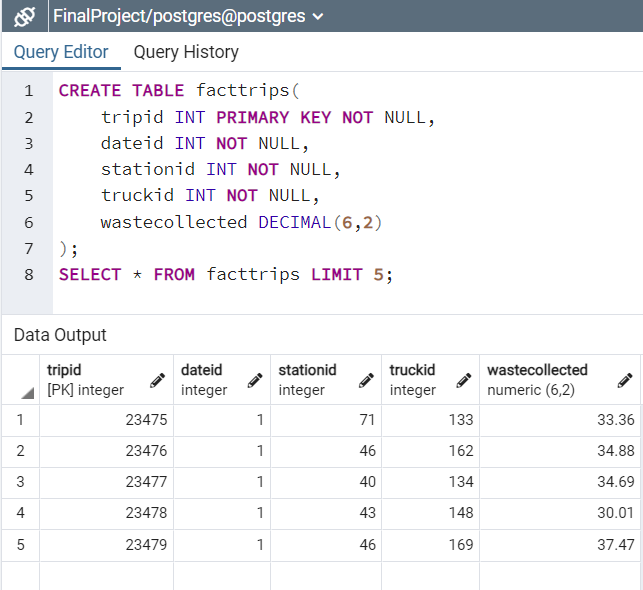 FinalProject/postgres@postgres
Query Editor Query History
1 CREATE TABLE facttrips(
2 tripid INT PRIMARY KEY NOT NULL,
3 dateid INT NOT NULL,
4 stationid INT NOT NULL,
5 truckid INT NOT NULL,
6 wastecollected DECIMAL(6,2)
7 );
8 SELECT * FROM facttrips LIMIT 5;
Data Output
tripid dateid stationid truckid wastecollected
[PK] integer integer integer integer numeric (6,2)
1 23475 1 71 133 33.36
2 23476 1 46 162 34.88
3 23477 1 40 134 34.69
4 23478 1 43 148 30.01
5 23479 1 46 169 37.47